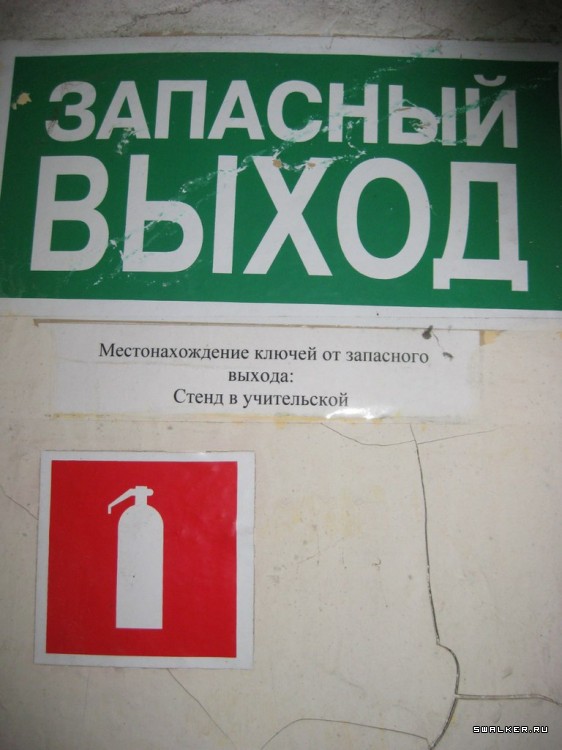 ЗАПАСНЫЙ
ВЫХОД
Местонахождение ключей от запасного
выхода:
Стенд в учительской
SWALKER.RU